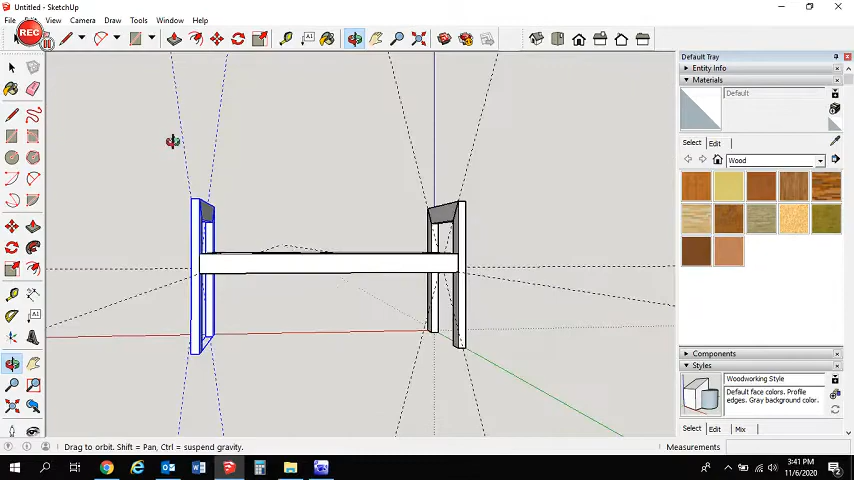 Untitled - SketchUp
View Camera Draw Tools Window Help
REC
Default Tray
Entity Info
Materials
Default
Select Edit
Wood
Components
Styles
Woodworking Style
Default face colors. Profile
edges. Gray background color.
Select Edit Mix
Drag to orbit. Shift = Pan, Ctrl = suspend gravity.
Measurements
3:41 PM
11/6/2020